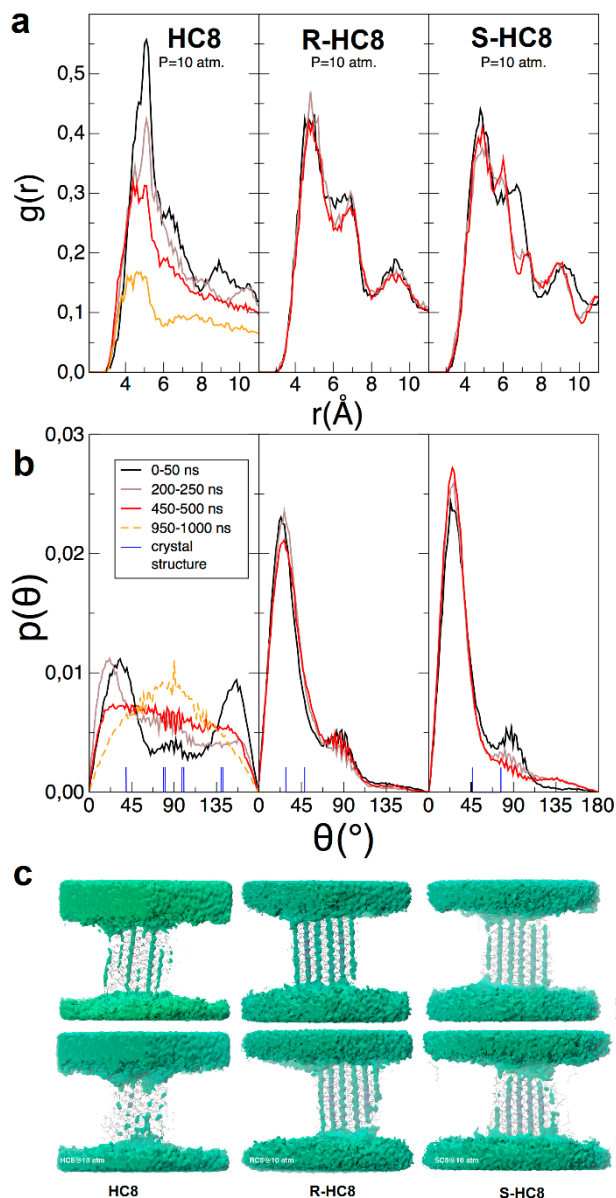 a
HC8
P=10 atm.
R-HC8
P=10 atm.
S-HC8
P=10 atm.
g(r)
0,5
0,4
0,3
0,2
0,1
0,0
4 6 8 10 4 6 8 10 4 6 8 10
r(Å)
b
0,03
0-50 ns
200-250 ns
450-500 ns
950-1000 ns
crystal
structure
p(θ)
0,02
0,01
0,00
0 45 90 135 0 45 90 135 0 45 90 135 180
θ(°)
c
HC8@10 atm
RC8@10 atm
SC8@10 atm
HC8
R-HC8
S-HC8